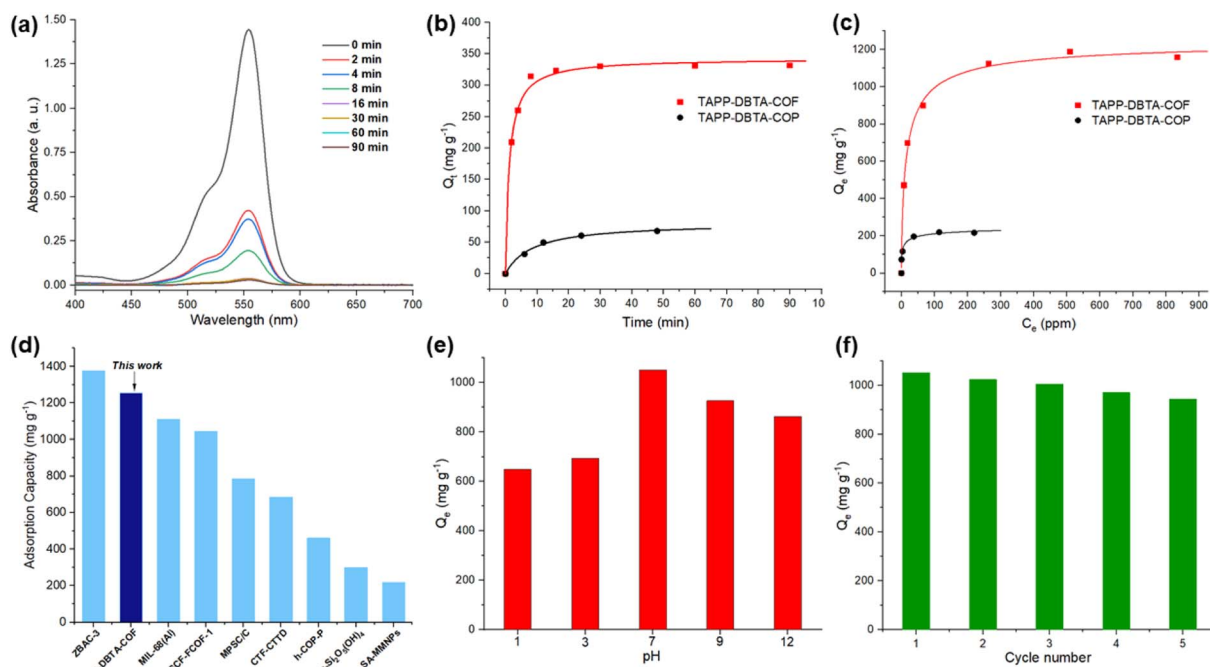 (a)
1.50
1.25
1.00
0.75
0.50
0.25
0.00
Absorbance (a. u.)
400 450 500 550 600 650 700
Wavelength (nm)
0 min
2 min
4 min
8 min
16 min
30 min
60 min
90 min
(b)
400
350
300
250
200
150
100
50
0
Qt (mg g-1)
TAPP-DBTA-COF
TAPP-DBTA-COP
0 10 20 30 40 50 60 70 80 90 10
Time (min)
(c)
1200
1000
800
600
400
200
0
Qe (mg g-1)
TAPP-DBTA-COF
TAPP-DBTA-COP
0 100 200 300 400 500 600 700 800 900
Ce (ppm)
(d)
This work
1400
1200
1000
800
600
400
200
0
Adsorption Capacity (mg g-1)
ZBAC-3
DBTA-COF
MIL-68(Al)
MPSC/C
CTF-CTTD
h-COP-P
SA-MMNPs
(e)
1000
800
600
400
200
0
Qe (mg g-1)
1 3 7 9 12
pH
(f)
1000
800
600
400
200
0
Qe (mg g-1)
1 2 3 4 5
Cycle number